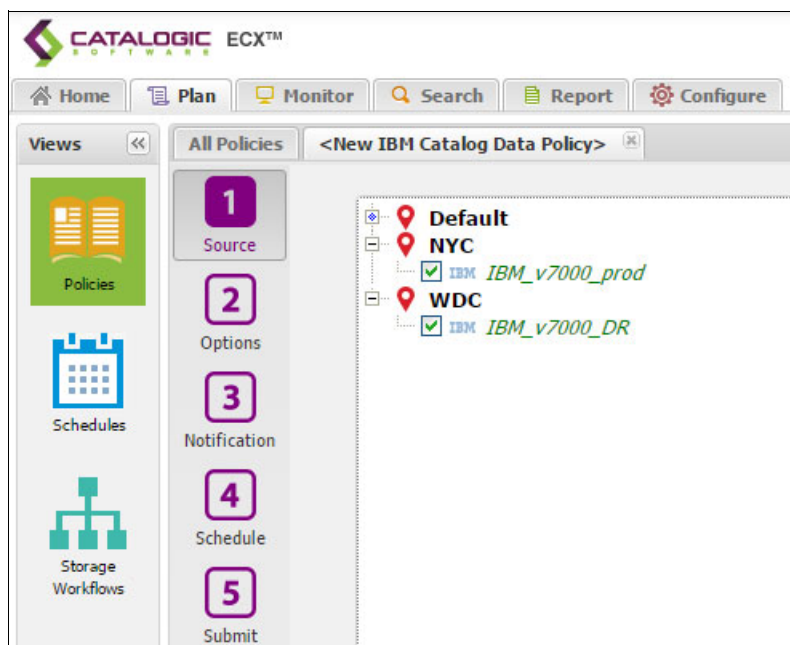 CATALOGIC ECX™
SOFTWARE
Home Plan Monitor Search Report Configure
Views
All Policies <New IBM Catalog Data Policy>
Policies
Schedules
Storage
Workflows
1
Source
2
Options
3
Notification
4
Schedule
5
Submit
Default
NYC
IBM IBM_v7000_prod
WDC
IBM IBM_v7000_DR